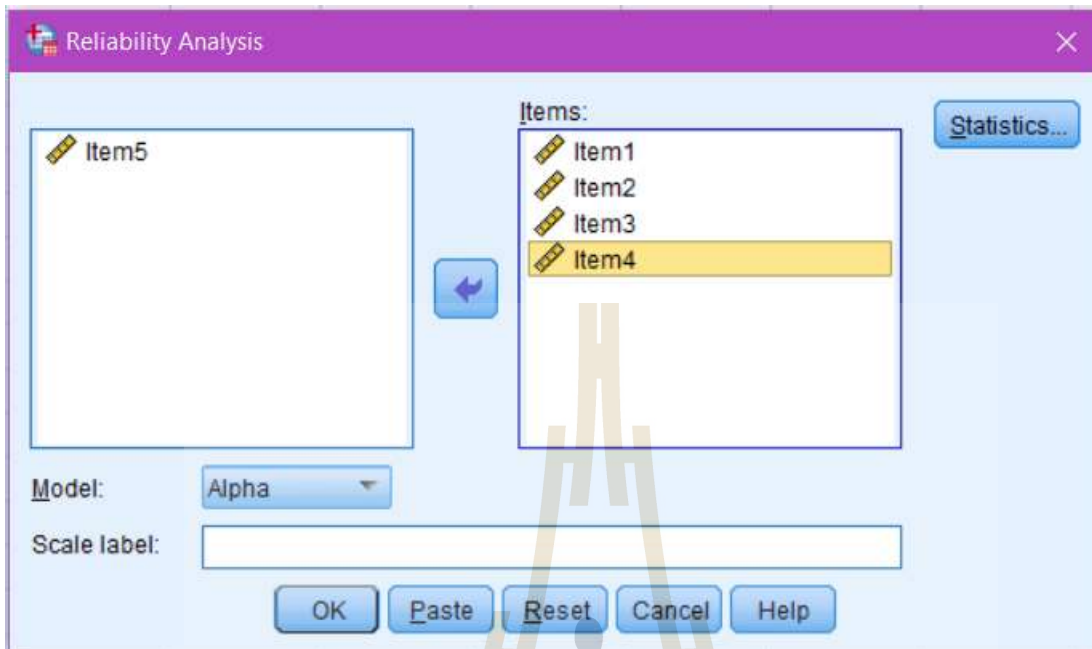 Reliability Analysis
Items:
Statistics...
Item5
Item1
Item2
Item3
Item4
Model:
Alpha
Scale label:
OK
Paste
Reset
Cancel
Help